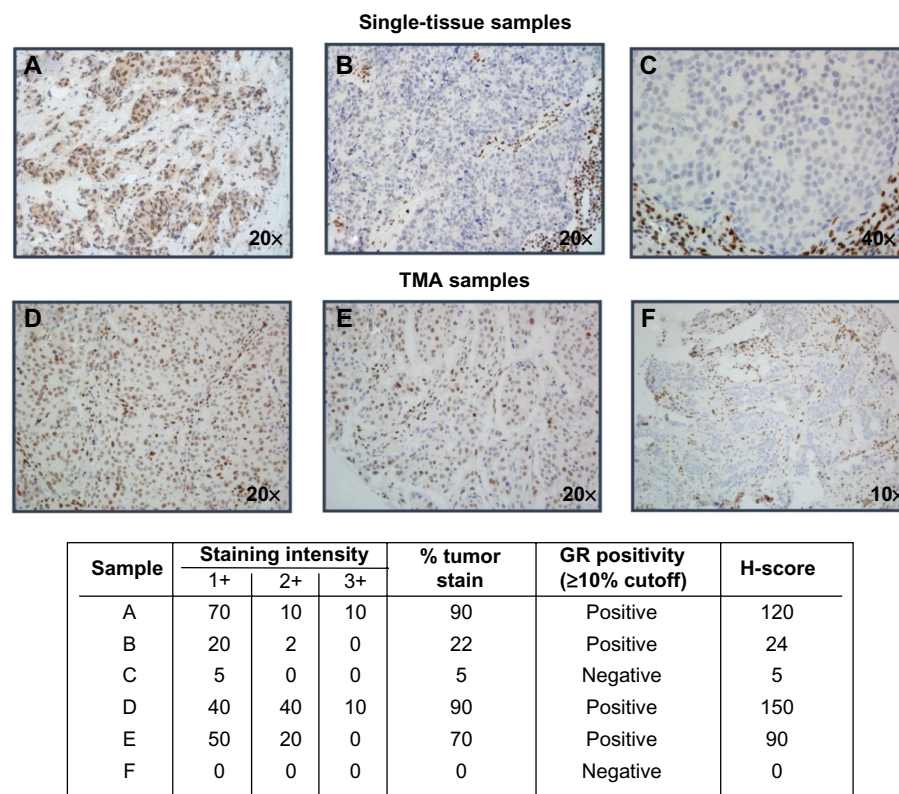 Single-tissue samples
A
B
C
20×
20×
40×
TMA samples
D
E
F
20×
20×
10×
Sample Staining intensity % tumor stain GR positivity (≥10% cutoff) H-score
1+ 2+ 3+
A 70 10 10 90 Positive 120
B 20 2 0 22 Positive 24
C 5 0 0 5 Negative 5
D 40 40 10 90 Positive 150
E 50 20 0 70 Positive 90
F 0 0 0 0 Negative 0